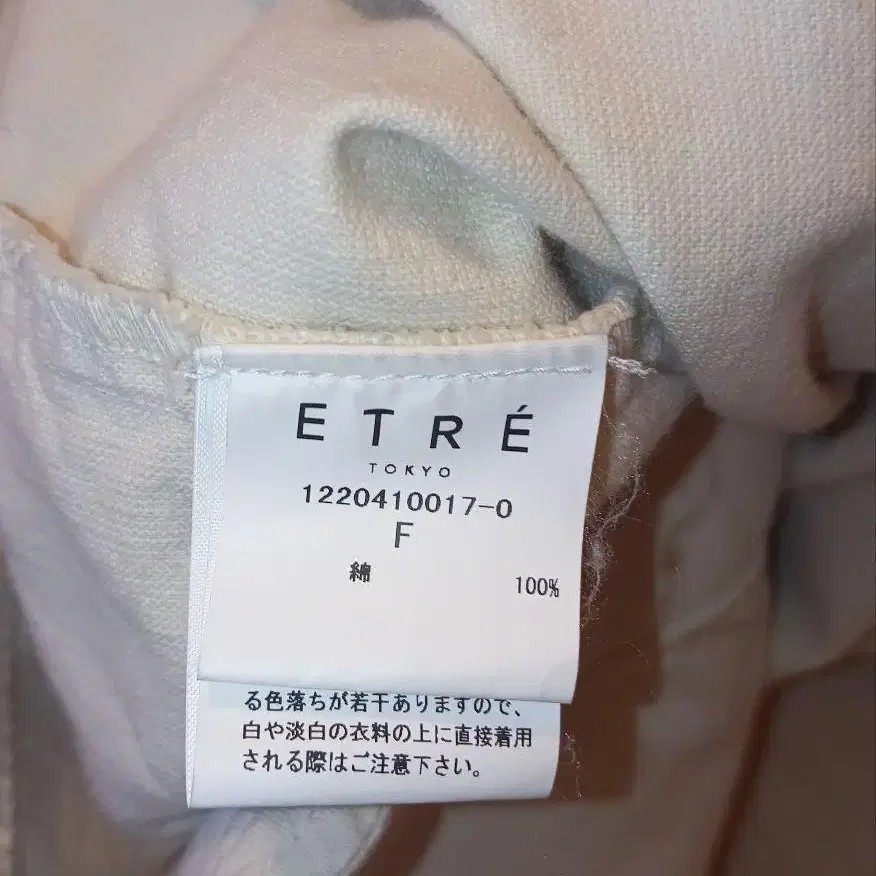 ETRÉ
TOKYO
1220410017-0
F
綿 100%
る色落ちが若干ありますので、
白や淡白の衣料の上に直接着用
される際はご注意下さい。